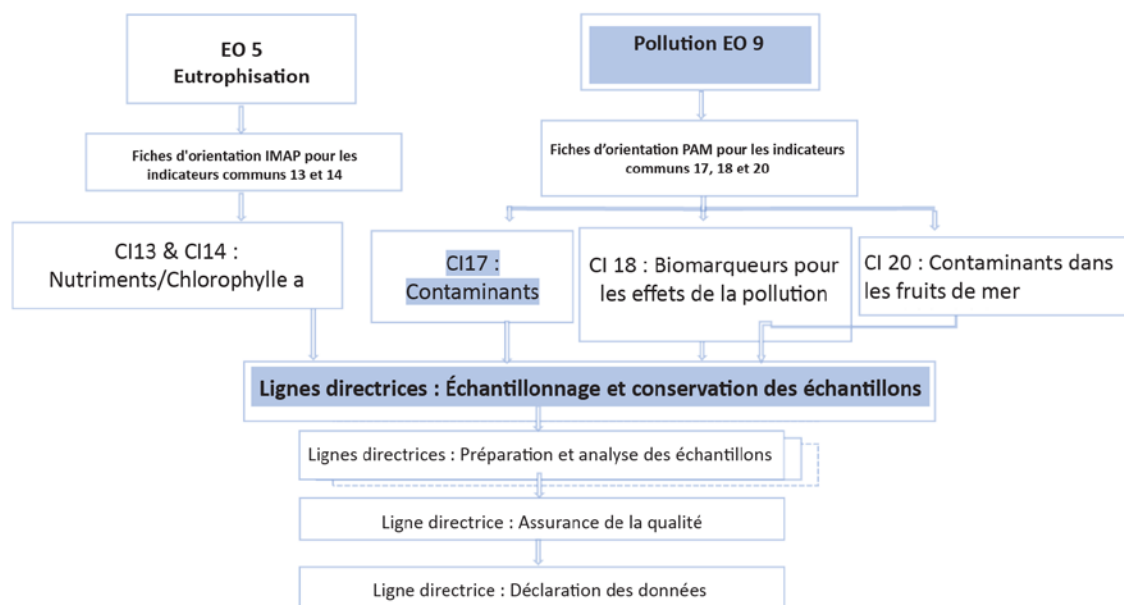 EO 5
Eutrophisation
Pollution EO 9
Fiches d'orientation IMAP pour les
indicateurs communs 13 et 14
Fiches d’orientation PAM pour les indicateurs
communs 17, 18 et 20
CI13 & CI14 :
Nutriments/Chlorophylle a
CI17 :
Contaminants
CI 18 : Biomarqueurs pour
les effets de la pollution
CI 20 : Contaminants dans
les fruits de mer
Lignes directrices : Échantillonnage et conservation des échantillons
Lignes directrices : Préparation et analyse des échantillons
Ligne directrice : Assurance de la qualité
Ligne directrice : Déclaration des données